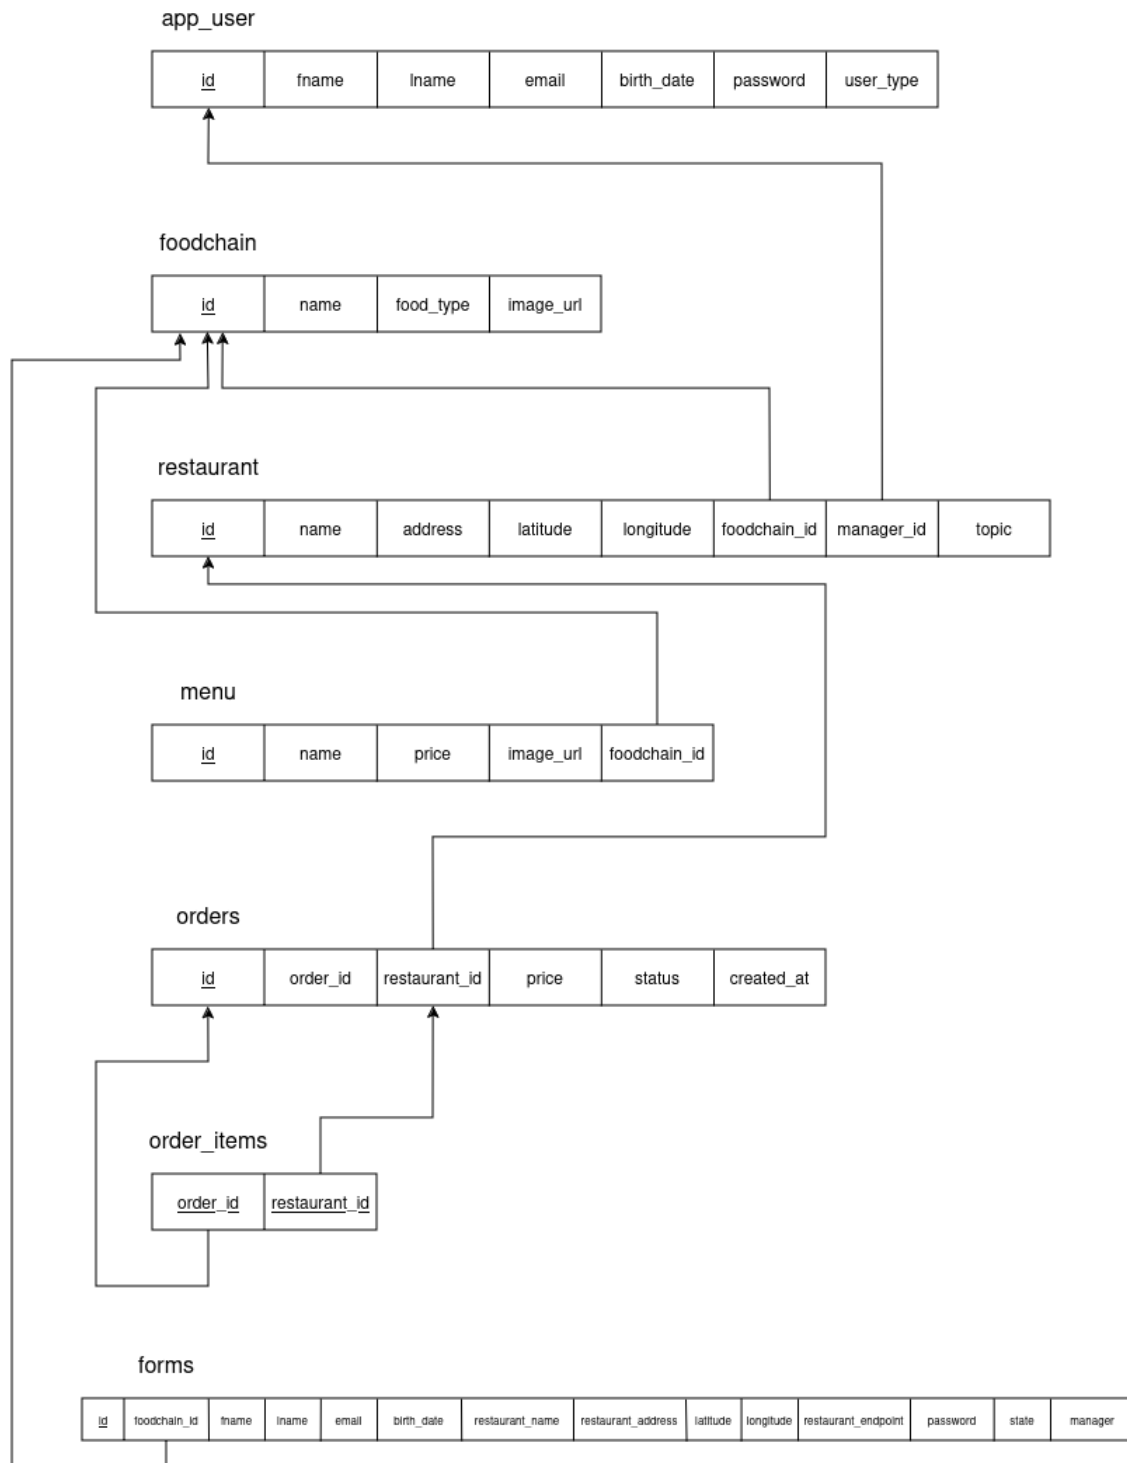 app_user
id fname lname email birth_date password user_type
foodchain
id name food_type image_url
restaurant
id name address latitude longitude foodchain_id manager_id topic
menu
id name price image_url foodchain_id
orders
id order_id restaurant_id price status created_at
order_items
order_id restaurant_id
forms
id foodchain_id fname lname email birth_date restaurant_name restaurant_address latitude longitude restaurant_endpoint password state manager